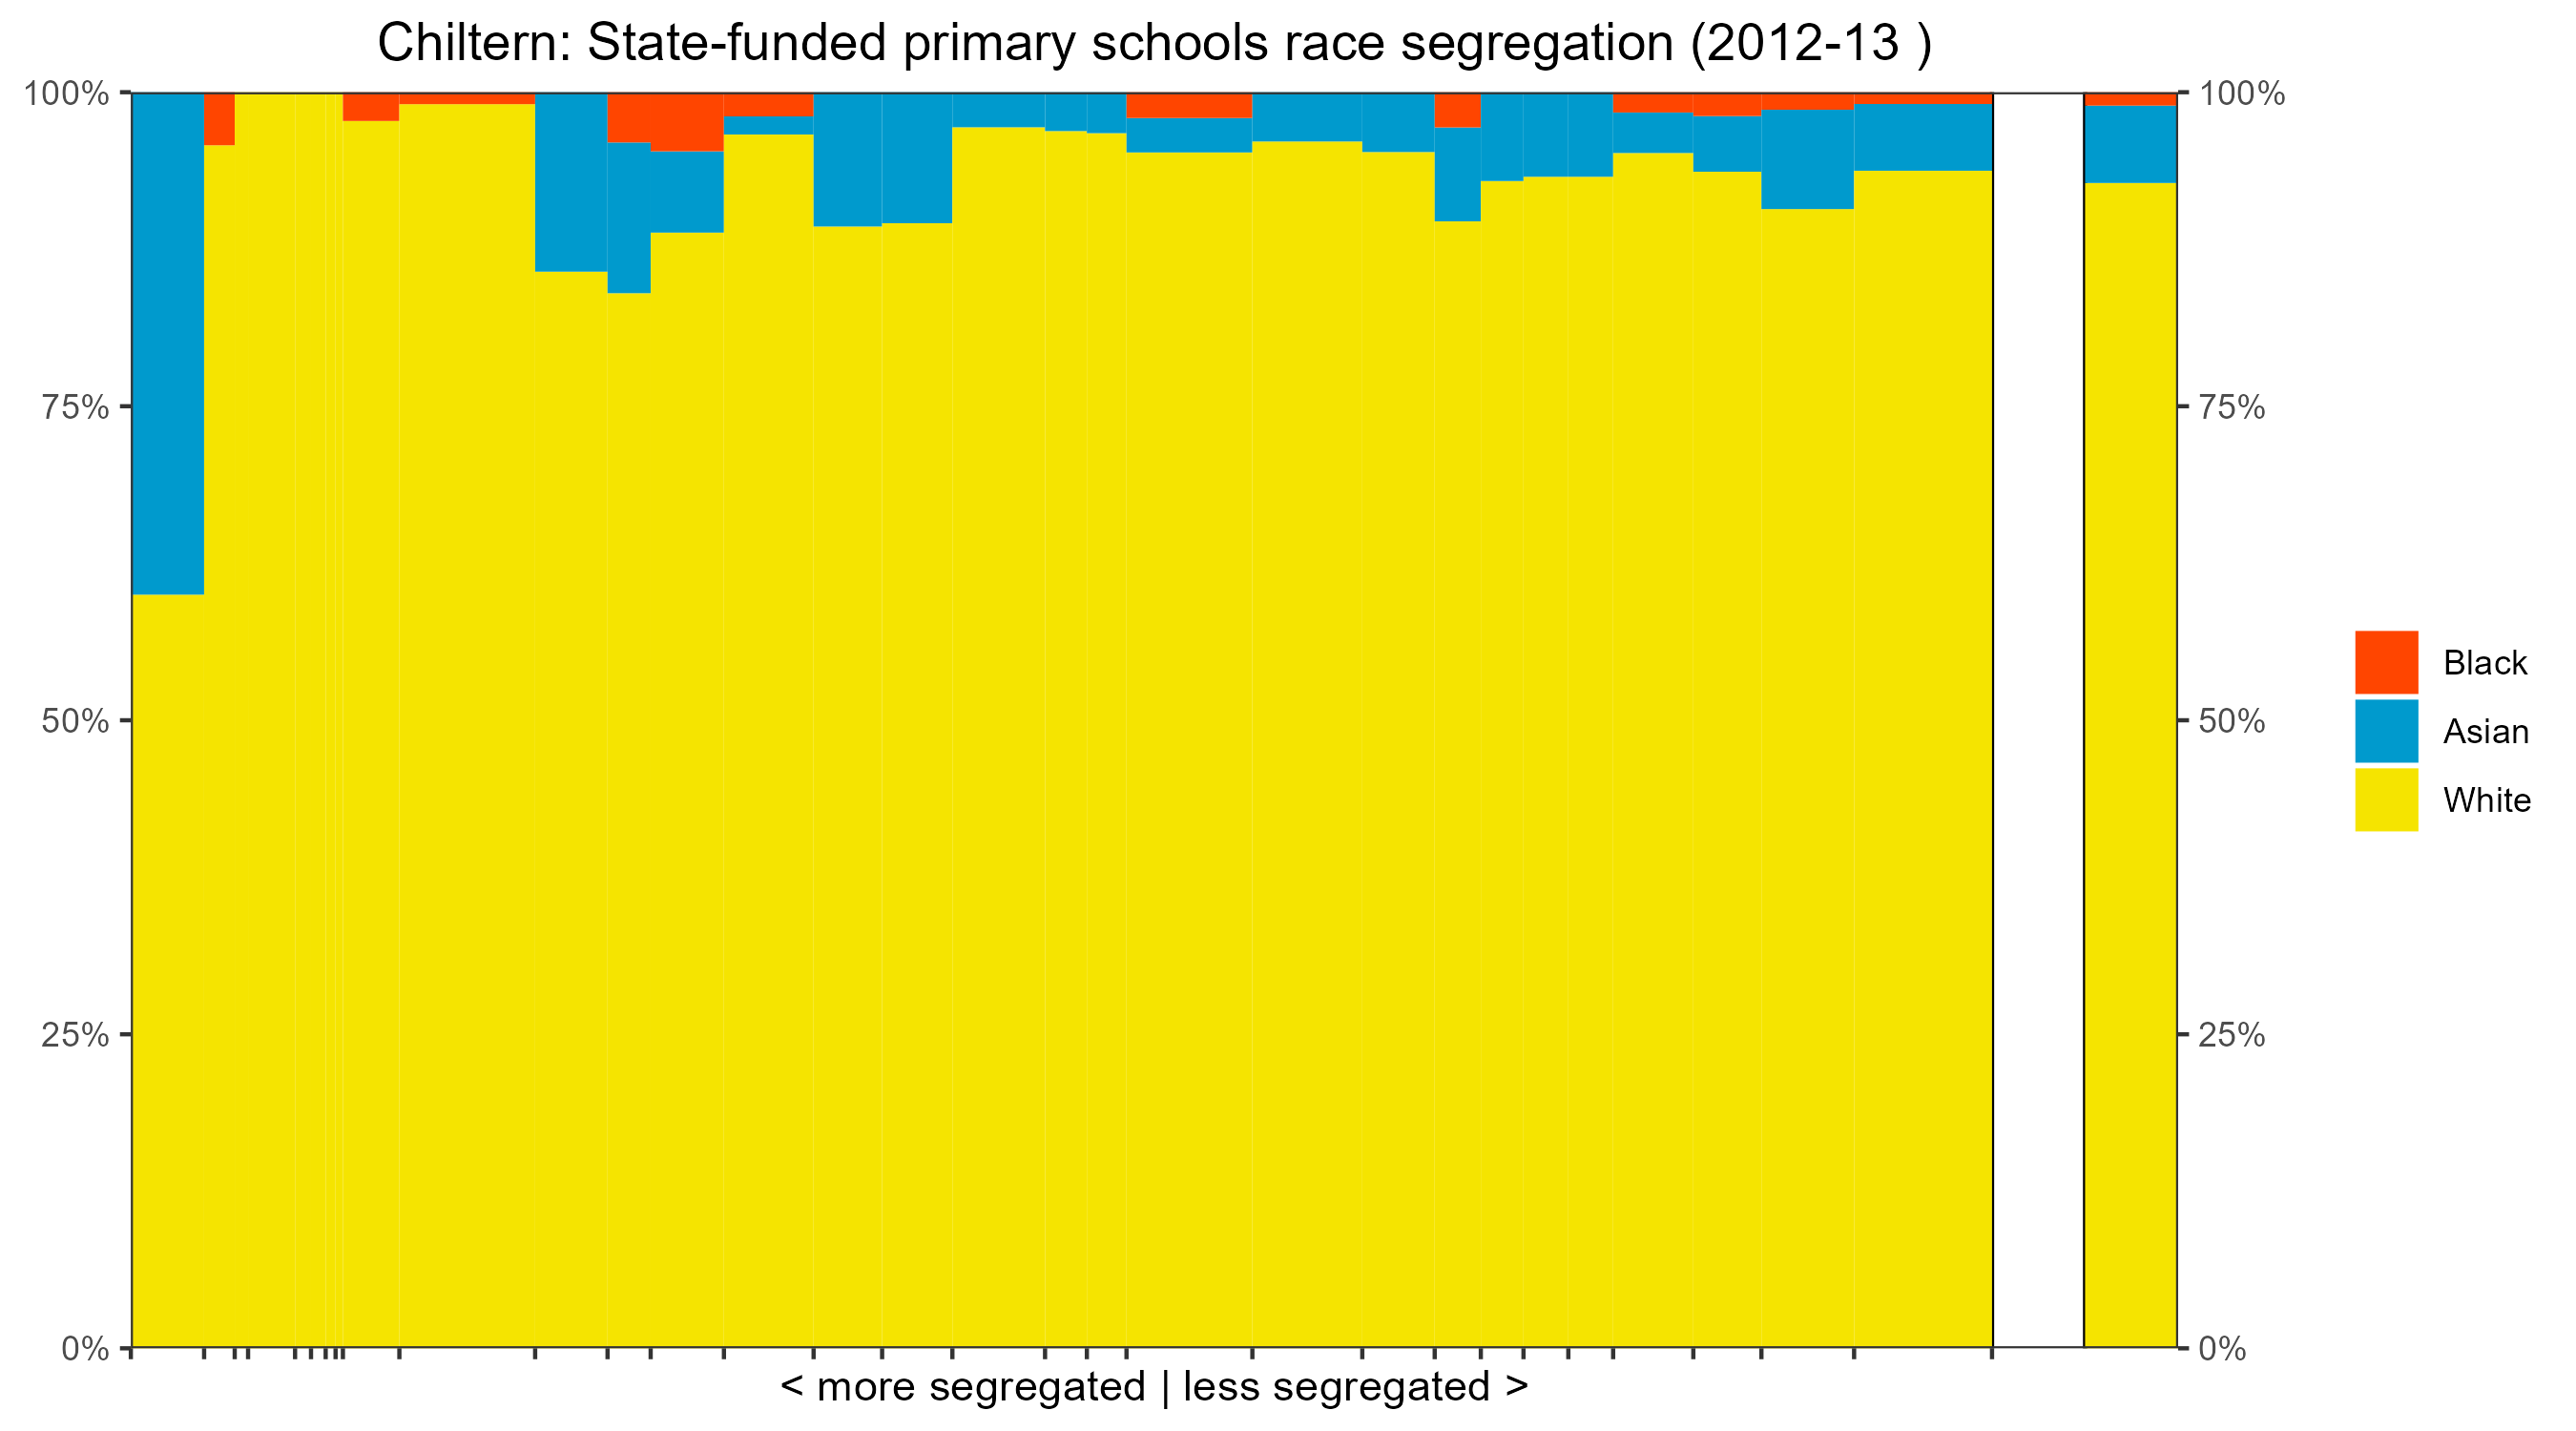 Chiltern: State-funded primary schools race segregation (2012-13 )
100%
75%
50%
25%
0%
100%
75%
50%
25%
0%
Black
Asian
White
< more segregated | less segregated >